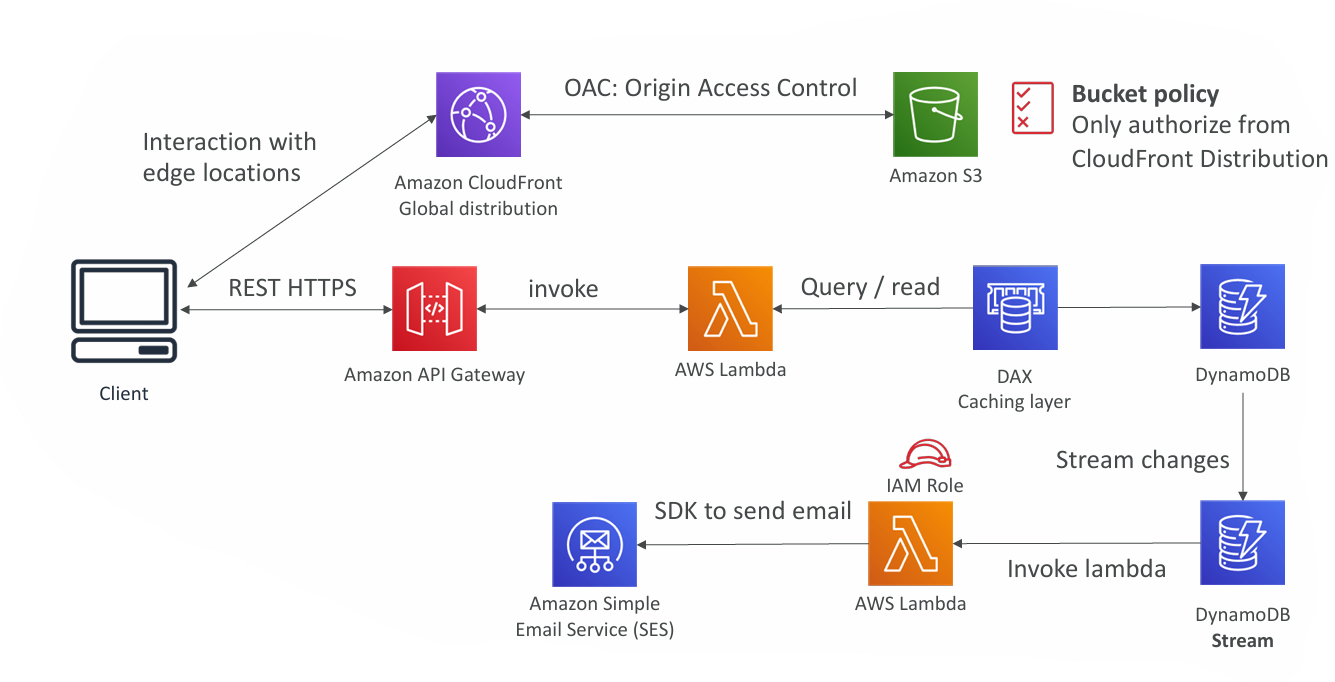 OAC: Origin Access Control
Bucket policy
Only authorize from
CloudFront Distribution
Interaction with
edge locations
Amazon CloudFront
Global distribution
Amazon S3
REST HTTPS
invoke
Query / read
Client
Amazon API Gateway
AWS Lambda
DAX
Caching layer
DynamoDB
Stream changes
IAM Role
SDK to send email
Invoke lambda
Amazon Simple
Email Service (SES)
AWS Lambda
DynamoDB
Stream